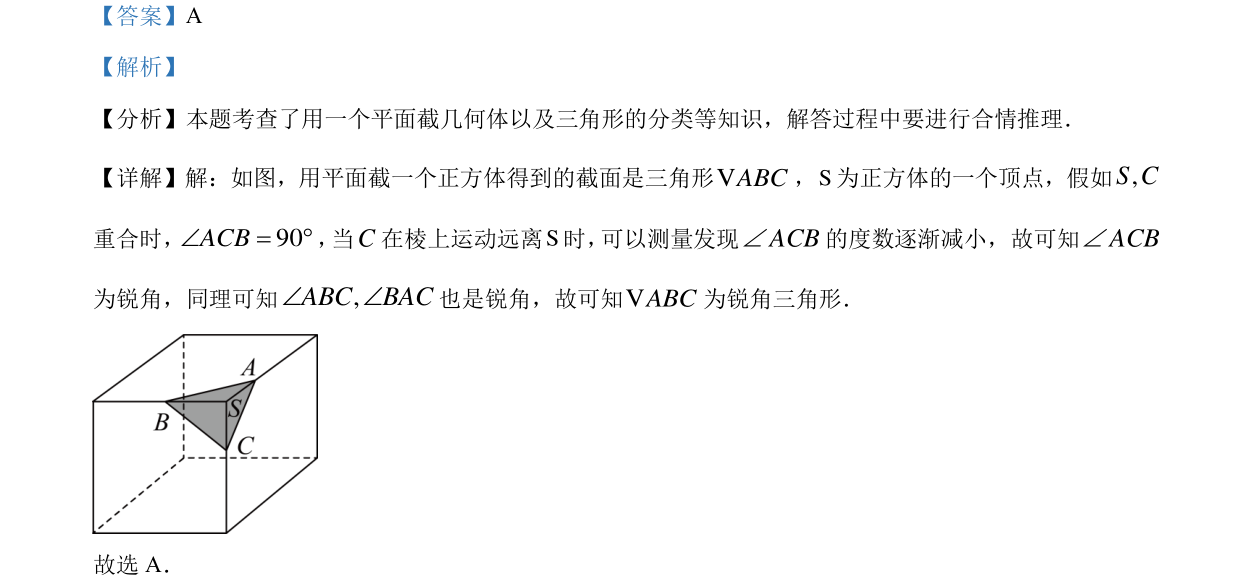 【答案】A
【解析】
【分析】本题考查了用一个平面截几何体以及三角形的分类等知识，解答过程中要进行合情推理．
【详解】解：如图，用平面截一个正方体得到的截面是三角形VABC，S为正方体的一个顶点，假如S,C
重合时，∠ACB=90°，当C在棱上运动远离S时，可以测量发现∠ACB的度数逐渐减小，故可知∠ACB
为锐角，同理可知∠ABC,∠BAC也是锐角，故可知VABC为锐角三角形．
A
S
B
C
故选A．